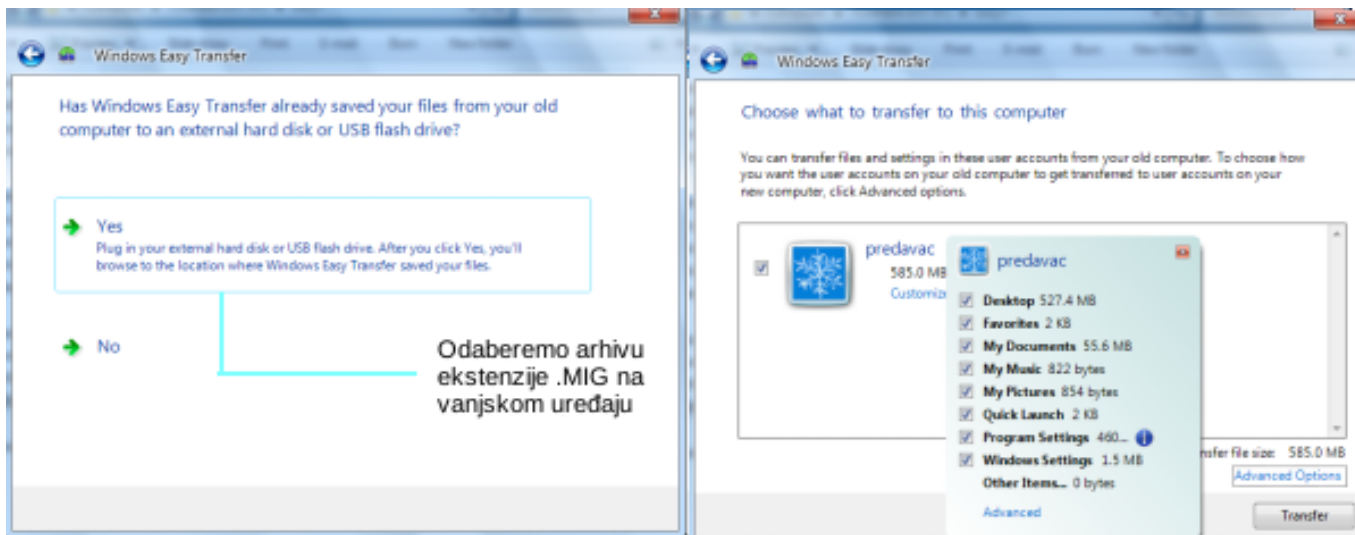 Windows Easy Transfer
Has Windows Easy Transfer already saved your files from your old
computer to an external hard disk or USB flash drive?
Yes
Plug in your external hard disk or USB flash drive. After you click Yes, you'll
browse to the location where Windows Easy Transfer saved your files.
No
Odaberemo arhivu
ekstenzije .MIG na
vanjskom uređaju
Windows Easy Transfer
Choose what to transfer to this computer
You can transfer files and settings in these user accounts from your old computer. To choose how
you want the user accounts on your old computer to get transferred to user accounts on your
new computer, click Advanced options.
predavac
585.0 MB
Customize
predavac
Desktop 527.4 MB
Favorites 2 KB
My Documents 55.6 MB
My Music 822 bytes
My Pictures 854 bytes
Quick Launch 2 KB
Program Settings 460...
Windows Settings 1.5 MB
Other Items... 0 bytes
Advanced
file size: 585.0 MB
Advanced Options
Transfer